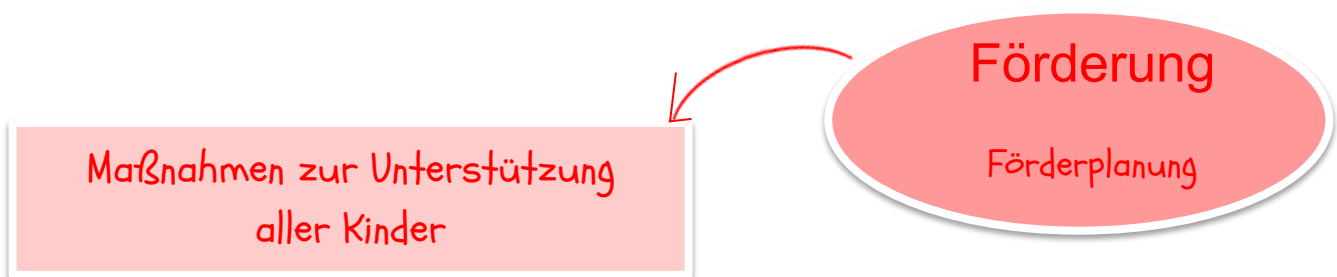 Förderung
Förderplanung
Maßnahmen zur Unterstützung
aller Kinder